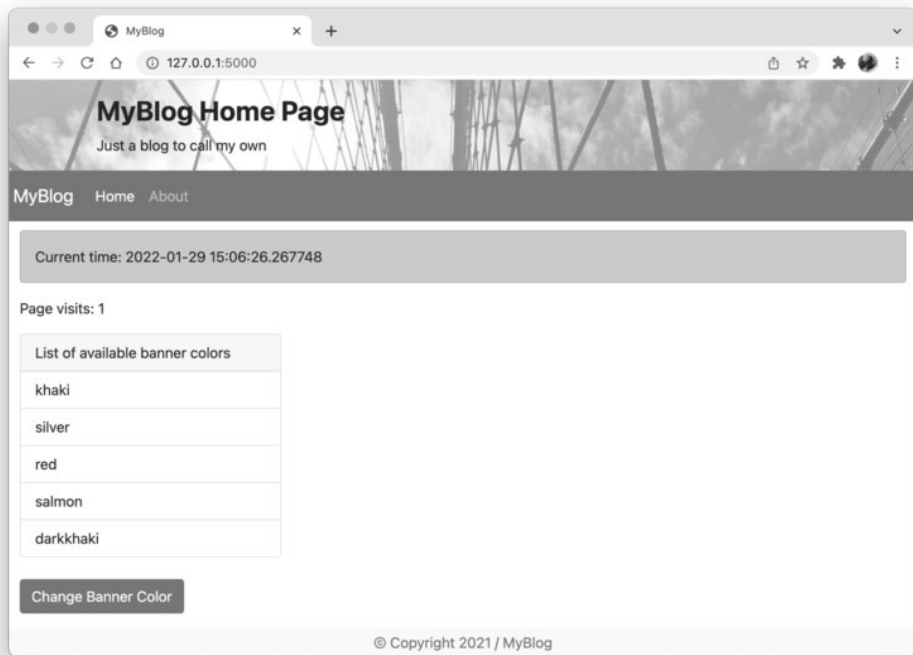 MyBlog
127.0.0.1:5000
MyBlog Home Page
Just a blog to call my own
MyBlog Home About
Current time: 2022-01-29 15:06:26.267748
Page visits: 1
List of available banner colors
khaki
silver
red
salmon
darkkhaki
Change Banner Color
© Copyright 2021 / MyBlog